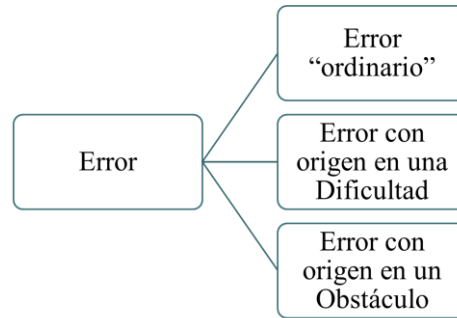 Error
Error
“ordinario”
Error con
origen en una
Dificultad
Error con
origen en un
Obstáculo